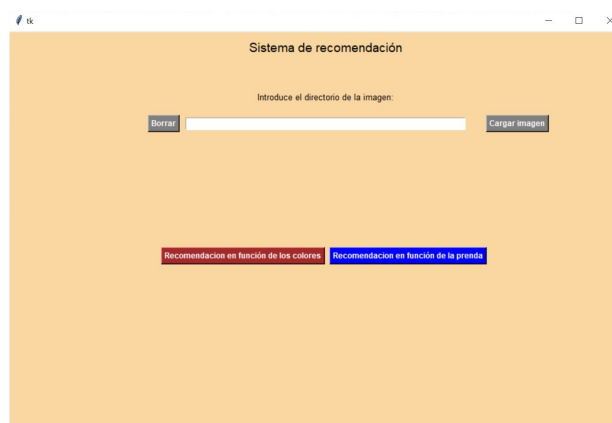 tk
Sistema de recomendación
Introduce el directorio de la imagen:
Borrar Cargar imagen
Recomendacion en función de los colores Recomendacion en función de la prenda